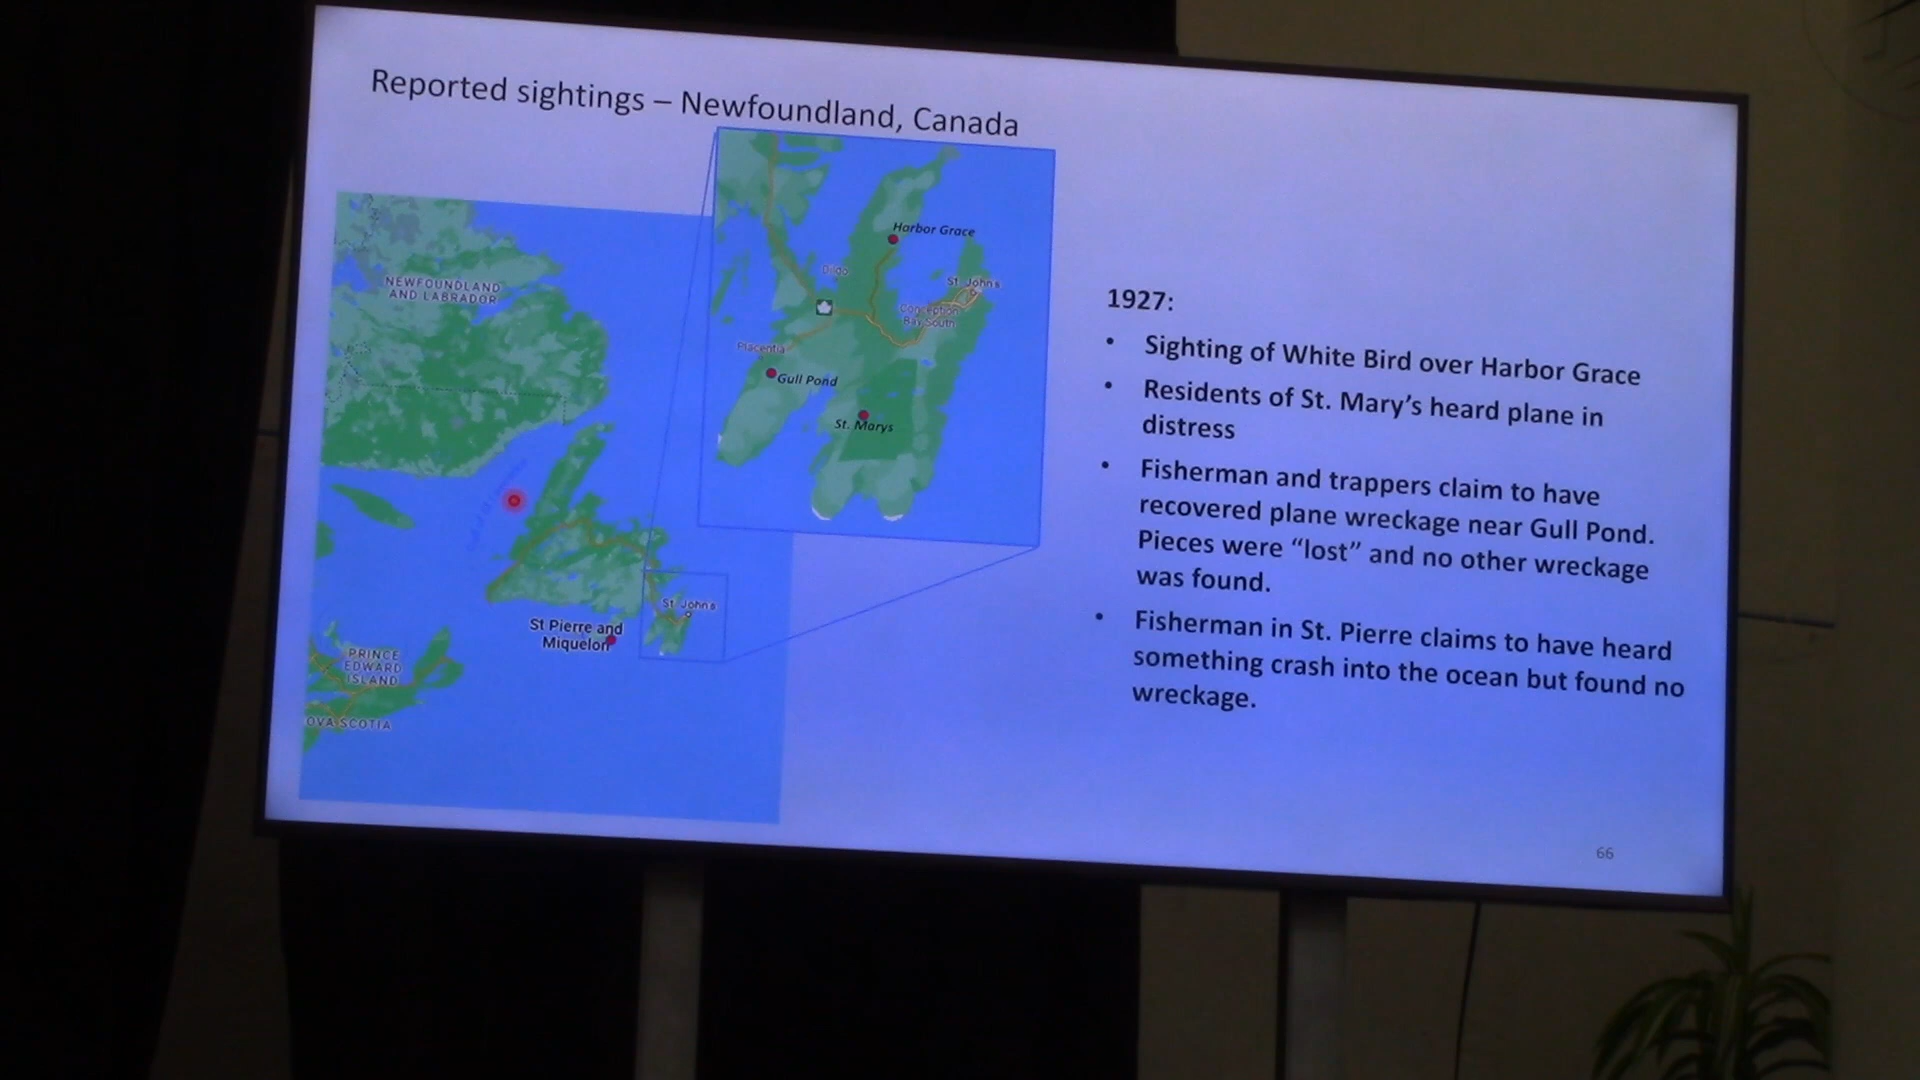 Reported sightings – Newfoundland, Canada
Harbor Grace
Dildo
St. John's
Conception
Bay South
Placentia
Gull Pond
St. Marys
NEWFOUNDLAND
AND LABRADOR
St. John's
St Pierre and
Miquelon
PRINCE
EDWARD
ISLAND
OVA SCOTIA
1927:
• Sighting of White Bird over Harbor Grace
• Residents of St. Mary's heard plane in
distress
• Fisherman and trappers claim to have
recovered plane wreckage near Gull Pond.
Pieces were “lost” and no other wreckage
was found.
• Fisherman in St. Pierre claims to have heard
something crash into the ocean but found no
wreckage.
66